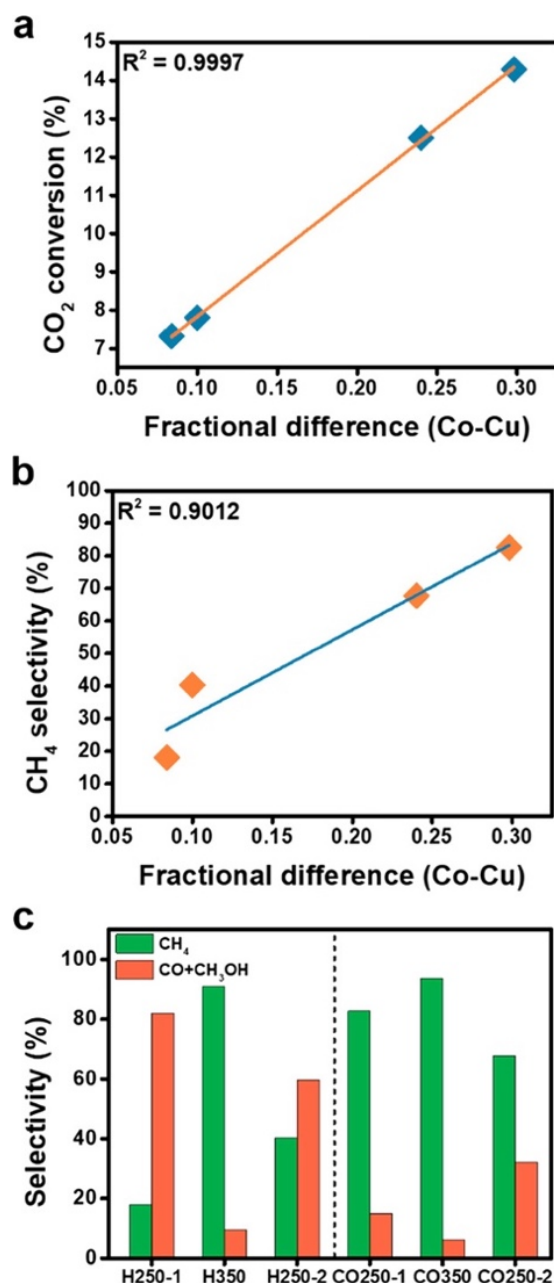 a
R² = 0.9997
CO₂ conversion (%)
15
14
13
12
11
10
9
8
7
0.05 0.10 0.15 0.20 0.25 0.30
Fractional difference (Co-Cu)
b
R² = 0.9012
CH₄ selectivity (%)
100
90
80
70
60
50
40
30
20
10
0
0.05 0.10 0.15 0.20 0.25 0.30
Fractional difference (Co-Cu)
c
CH₄
CO+CH₃OH
Selectivity (%)
100
80
60
40
20
0
H250-1 H350 H250-2 CO250-1 CO350 CO250-2